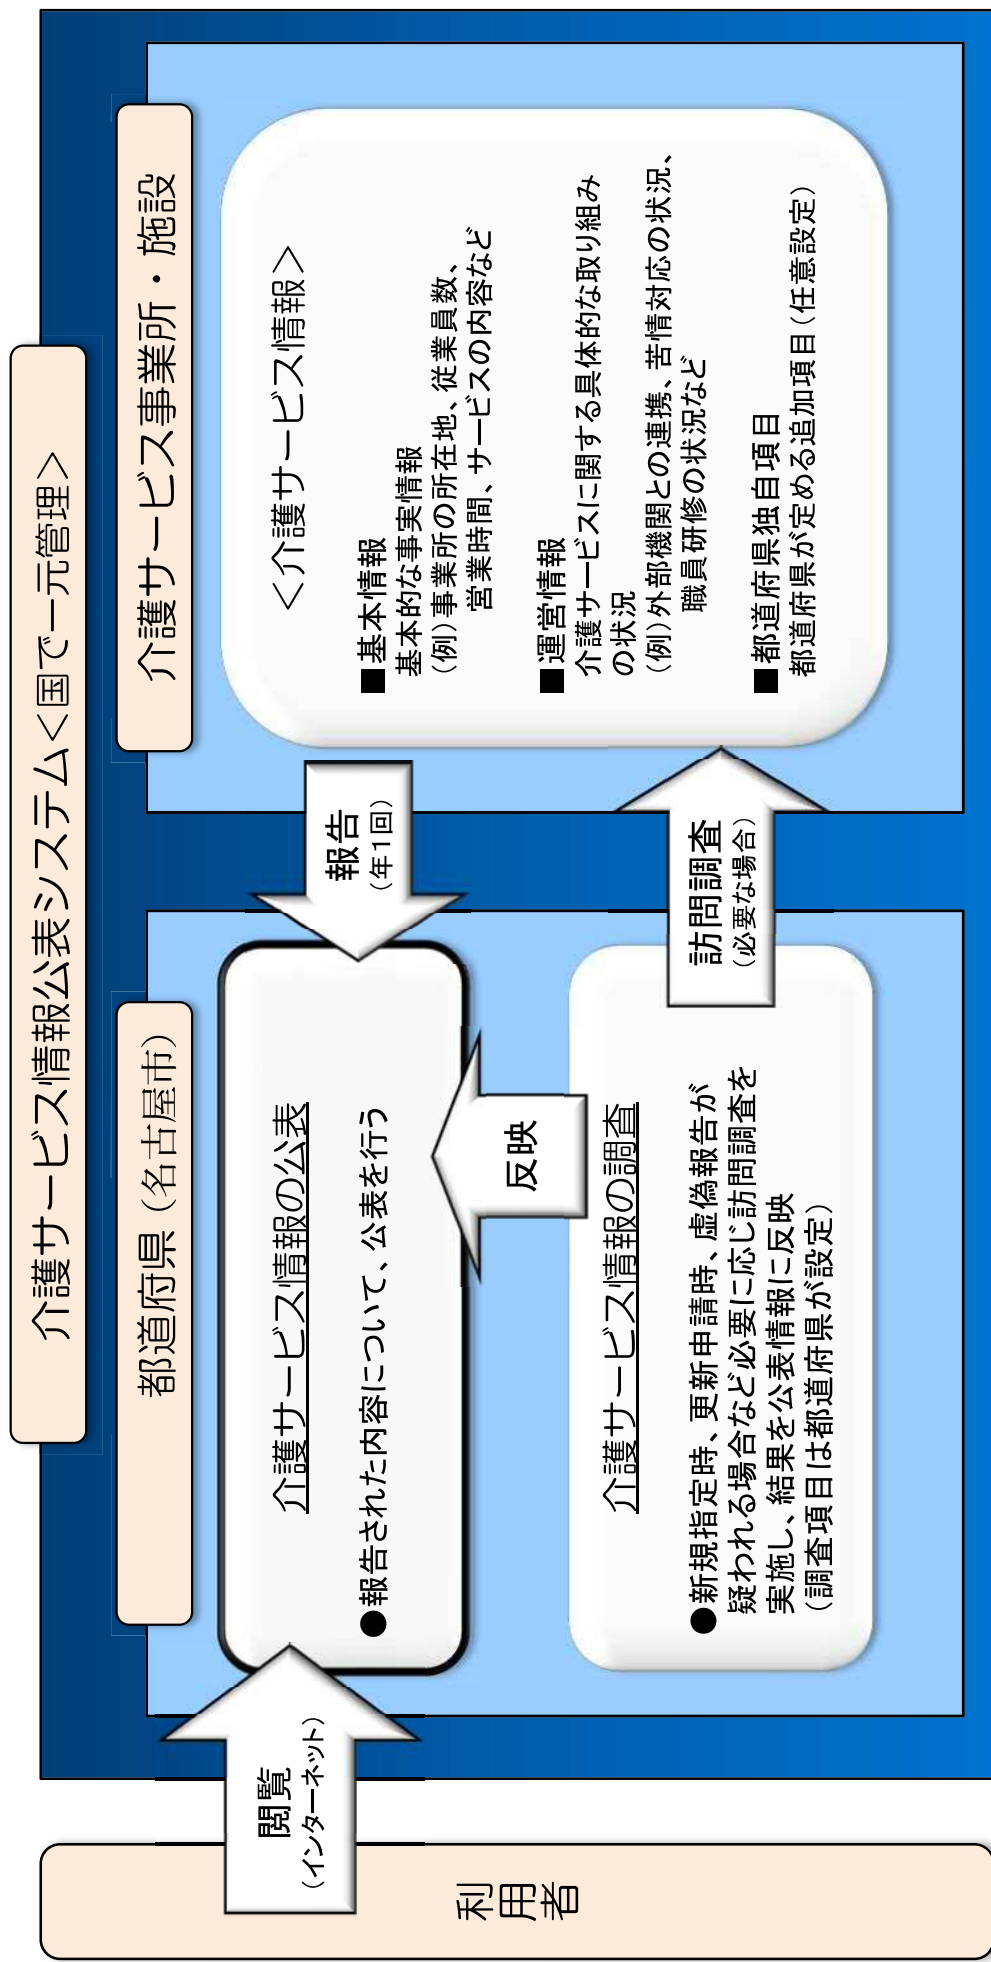 介護サービス情報公表システム＜国で一元管理＞
利用者
閲覧
（インターネット）
都道府県（名古屋市）
介護サービス情報の公表
●報告された内容について、公表を行う
反映
介護サービス情報の調査
●新規指定時、更新申請時、虚偽報告が
疑われる場合など必要に応じ訪問調査を
実施し、結果を公表情報に反映
（調査項目は都道府県が設定）
報告
（年１回）
訪問調査
（必要な場合）
介護サービス事業所・施設
＜介護サービス情報＞
■基本情報
基本的な事実情報
（例）事業所の所在地、従業員数、
営業時間、サービスの内容など
■運営情報
介護サービスに関する具体的な取り組み
の状況
（例）外部機関との連携、苦情対応の状況、
職員研修の状況など
■都道府県独自項目
都道府県が定める追加項目（任意設定）